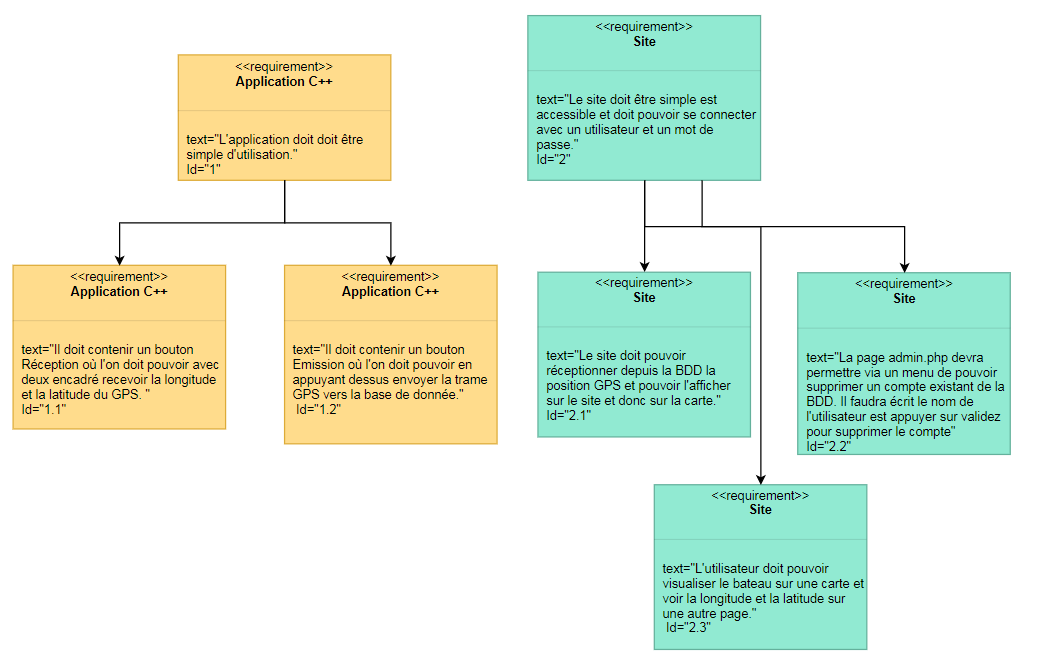 <<requirement>>
Application C++
text="L'application doit doit être
simple d'utilisation."
Id="1"
<<requirement>>
Site
text="Le site doit être simple est
accessible et doit pouvoir se connecter
avec un utilisateur et un mot de
passe."
Id="2"
<<requirement>>
Application C++
text="Il doit contenir un bouton
Réception où l'on doit pouvoir avec
deux encadré recevoir la longitude
et la latitude du GPS. "
Id="1.1"
<<requirement>>
Application C++
text="Il doit contenir un bouton
Emission où l'on doit pouvoir en
appuyant dessus envoyer la trame
GPS vers la base de donnée."
Id="1.2"
<<requirement>>
Site
text="Le site doit pouvoir
réceptionner depuis la BDD la
position GPS et pouvoir l'afficher
sur le site et donc sur la carte."
Id="2.1"
<<requirement>>
Site
text="La page admin.php devra
permettre via un menu de pouvoir
supprimer un compte existant de la
BDD. Il faudra écrit le nom de
l'utilisateur est appuyer sur validez
pour supprimer le compte"
Id="2.2"
<<requirement>>
Site
text="L'utilisateur doit pouvoir
visualiser le bateau sur une carte et
voir la longitude et la latitude sur
une autre page."
Id="2.3"